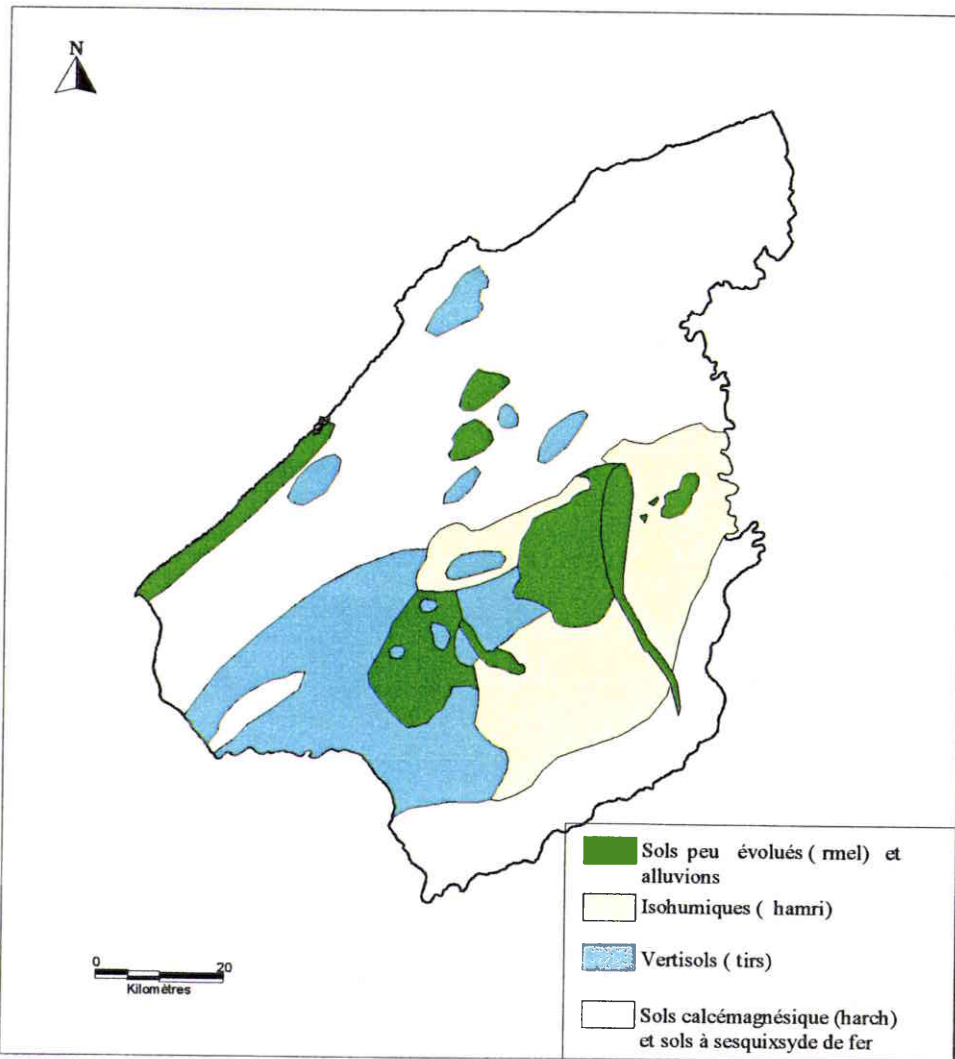 N
Sols peu évolués ( rmel) et
alluvions
Isohumiques ( hamri)
Vertisols ( tirs)
Sols calcémagnésique (harch)
et sols à sesquixsyde de fer
0 20
Kilomètres